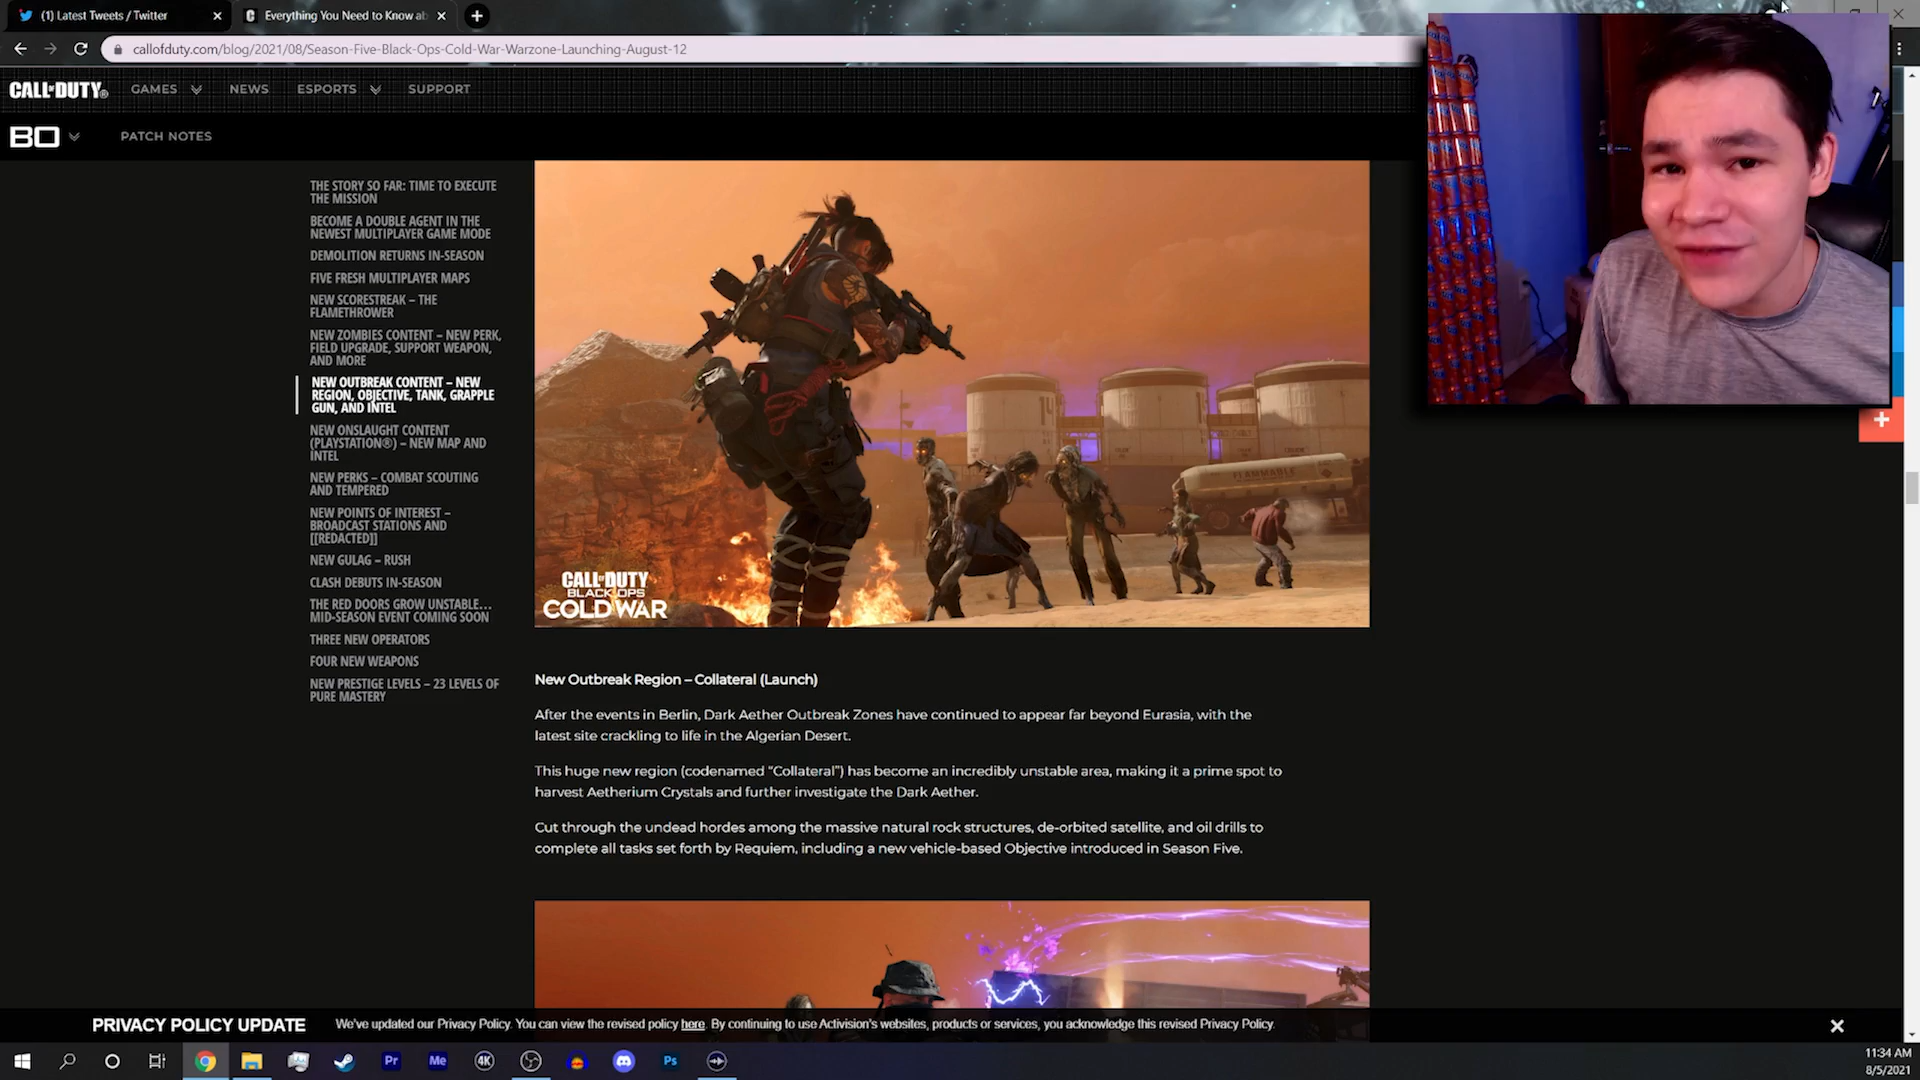 (1) Latest Tweets / Twitter
Everything You Need to Know ab
callofduty.com/blog/2021/08/Season-Five-Black-Ops-Cold-War-Warzone-Launching-August-12
CALL OF DUTY
GAMES
NEWS
ESPORTS
SUPPORT
BO
PATCH NOTES
THE STORY SO FAR: TIME TO EXECUTE
THE MISSION
BECOME A DOUBLE AGENT IN THE
NEWEST MULTIPLAYER GAME MODE
DEMOLITION RETURNS IN-SEASON
FIVE FRESH MULTIPLAYER MAPS
NEW SCORESTREAK – THE
FLAMETHROWER
NEW ZOMBIES CONTENT – NEW PERK,
FIELD UPGRADE, SUPPORT WEAPON,
AND MORE
NEW OUTBREAK CONTENT – NEW
REGION, OBJECTIVE, TANK, GRAPPLE
GUN, AND INTEL
NEW ONSLAUGHT CONTENT
(PLAYSTATION®) – NEW MAP AND
INTEL
NEW PERKS – COMBAT SCOUTING
AND TEMPERED
NEW POINTS OF INTEREST –
BROADCAST STATIONS AND
[[REDACTED]]
NEW GULAG – RUSH
CLASH DEBUTS IN-SEASON
THE RED DOORS GROW UNSTABLE...
MID-SEASON EVENT COMING SOON
THREE NEW OPERATORS
FOUR NEW WEAPONS
NEW PRESTIGE LEVELS – 23 LEVELS OF
PURE MASTERY
FLAMMABLE
CALL OF DUTY
BLACK OPS
COLD WAR
New Outbreak Region – Collateral (Launch)
After the events in Berlin, Dark Aether Outbreak Zones have continued to appear far beyond Eurasia, with the
latest site crackling to life in the Algerian Desert.
This huge new region (codenamed “Collateral”) has become an incredibly unstable area, making it a prime spot to
harvest Aetherium Crystals and further investigate the Dark Aether.
Cut through the undead hordes among the massive natural rock structures, de-orbited satellite, and oil drills to
complete all tasks set forth by Requiem, including a new vehicle-based Objective introduced in Season Five.
PRIVACY POLICY UPDATE
We've updated our Privacy Policy. You can view the revised policy here. By continuing to use Activision's websites, products or services, you acknowledge this revised Privacy Policy.
Pr
Me
4K
Ps
11:34 AM
8/5/2021